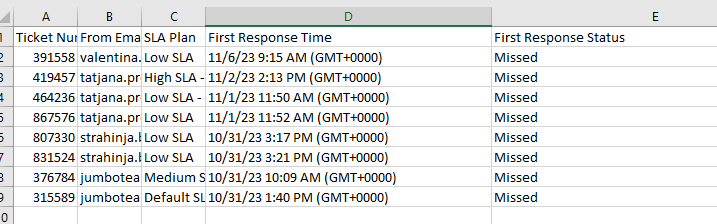 A B C D E
1 Ticket Nu From Ema SLA Plan First Response Time First Response Status
2 391558 valentina. Low SLA 11/6/23 9:15 AM (GMT+0000) Missed
3 419457 tatjana.pr High SLA - 11/2/23 2:13 PM (GMT+0000) Missed
4 464236 tatjana.pr Low SLA - 11/1/23 11:50 AM (GMT+0000) Missed
5 867576 tatjana.pr Low SLA 11/1/23 11:52 AM (GMT+0000) Missed
6 807330 strahinja.l Low SLA 10/31/23 3:17 PM (GMT+0000) Missed
7 831524 strahinja.l Low SLA 10/31/23 3:21 PM (GMT+0000) Missed
8 376784 jumbotea Medium S 10/31/23 10:09 AM (GMT+0000) Missed
9 315589 jumbotea Default SL 10/31/23 1:40 PM (GMT+0000) Missed
0